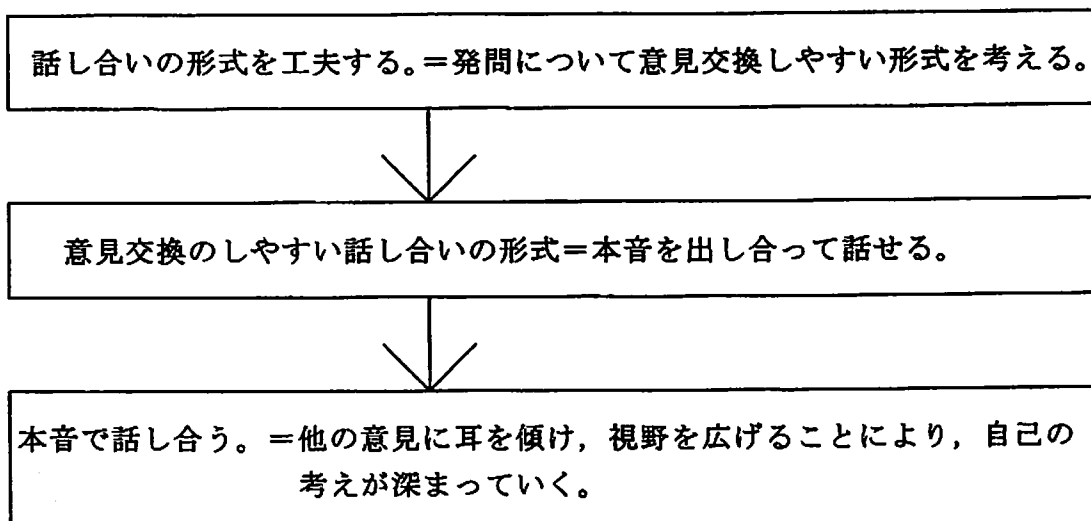 話し合いの形式を工夫する。＝発問について意見交換しやすい形式を考える。
意見交換のしやすい話し合いの形式＝本音を出し合って話せる。
本音で話し合う。＝他の意見に耳を傾け，視野を広げることにより，自己の
考えが深まっていく。